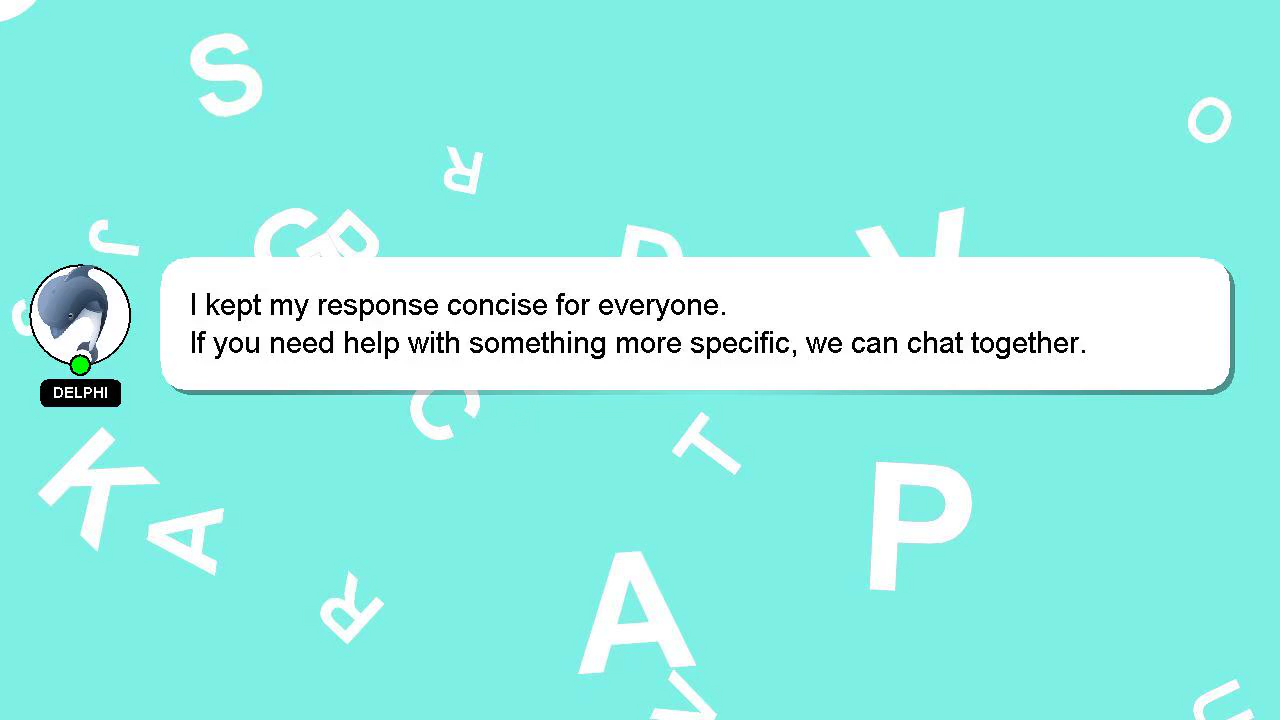 S
O
R
J
C
D
V
I kept my response concise for everyone.
If you need help with something more specific, we can chat together.
DELPHI
C
T
K
P
A
R
A
V
U